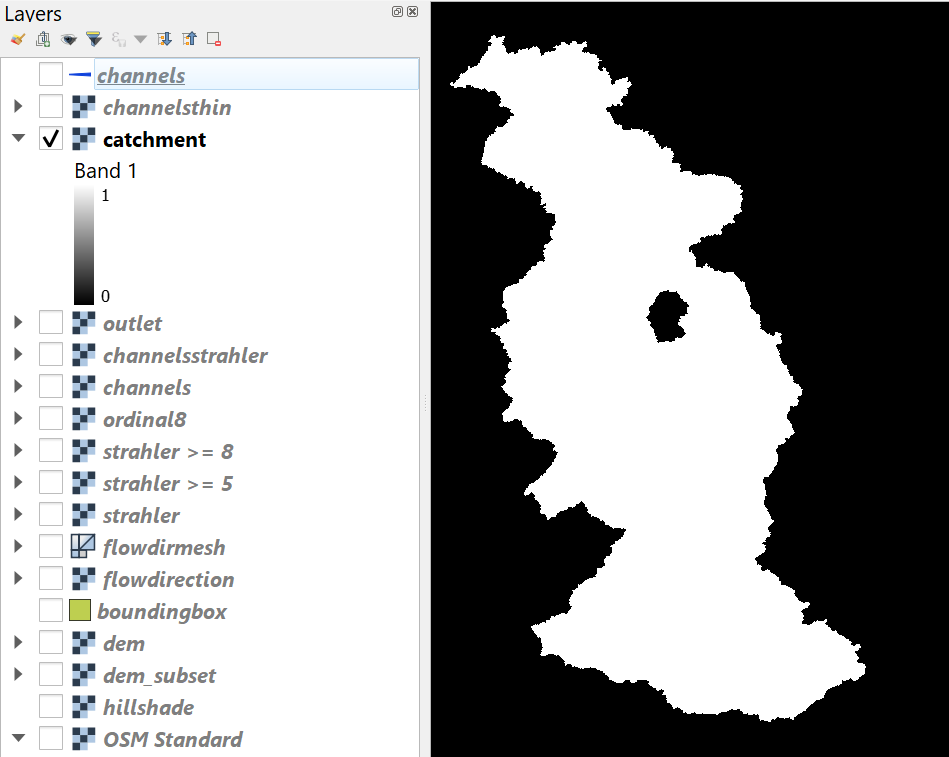 Layers
channels
channelsthin
catchment
Band 1
1
0
outlet
channelsstrahler
channels
ordinal8
strahler >= 8
strahler >= 5
strahler
flowdirmesh
flowdirection
boundingbox
dem
dem_subset
hillshade
OSM Standard